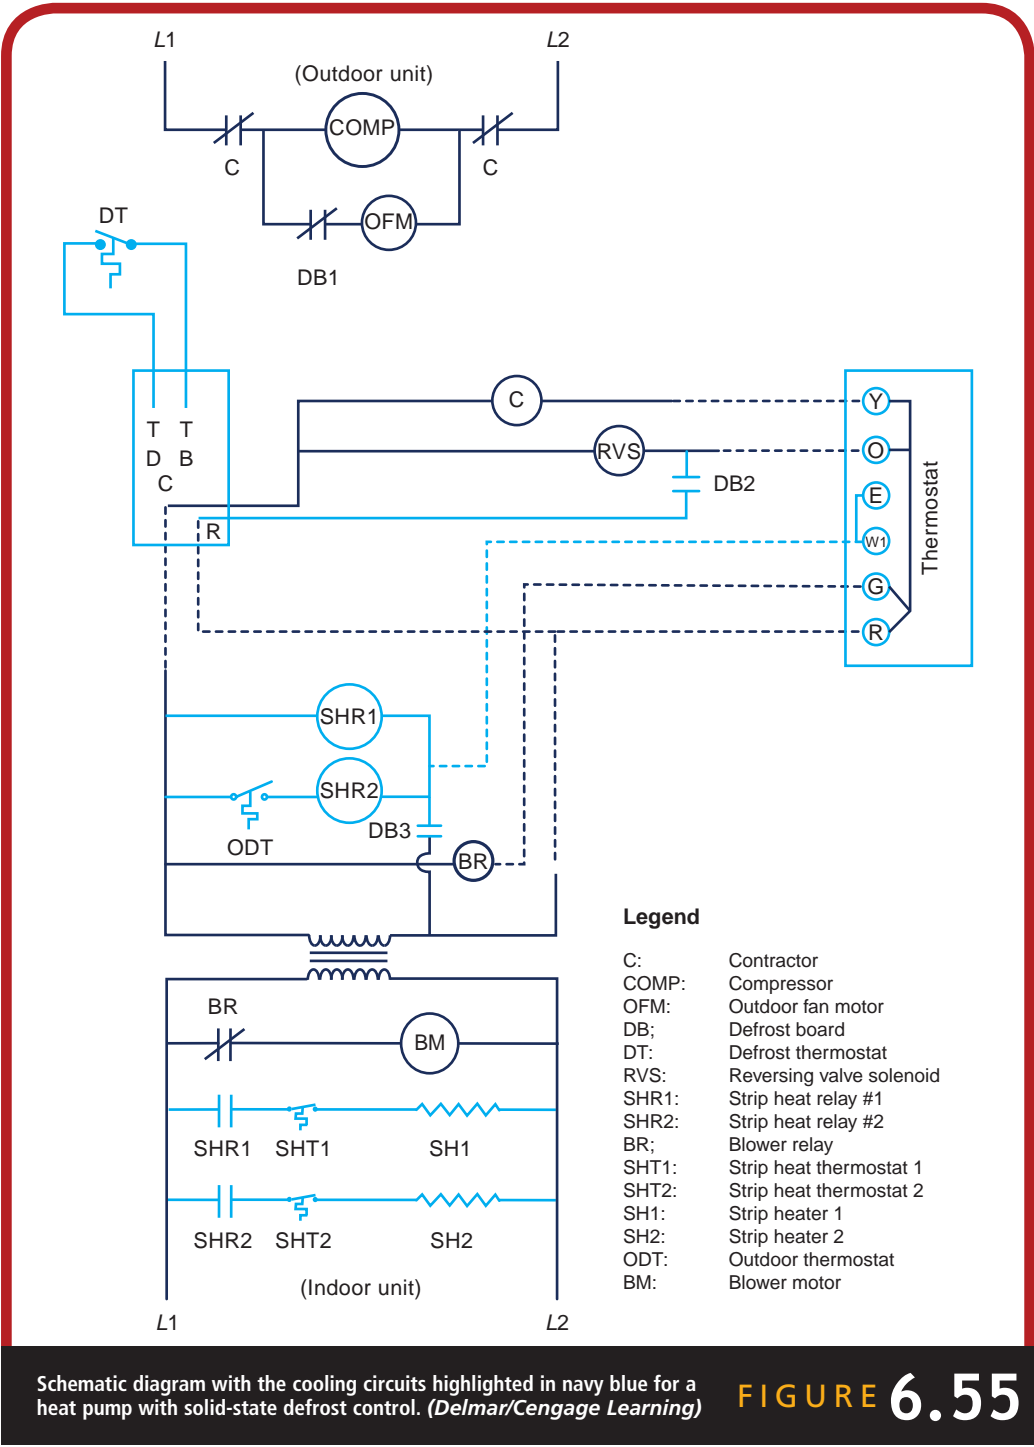 L1 L2
(Outdoor unit)
COMP
C C
OFM
DB1
DT
T T
D B
C
R
C
RVS
DB2
Y
O
E
W1
G
R
Thermostat
SHR1
SHR2
DB3
ODT
BR
BR
BM
SHR1 SHT1 SH1
SHR2 SHT2 SH2
(Indoor unit)
L1 L2
Legend
C: Contractor
COMP: Compressor
OFM: Outdoor fan motor
DB; Defrost board
DT: Defrost thermostat
RVS: Reversing valve solenoid
SHR1: Strip heat relay #1
SHR2: Strip heat relay #2
BR; Blower relay
SHT1: Strip heat thermostat 1
SHT2: Strip heat thermostat 2
SH1: Strip heater 1
SH2: Strip heater 2
ODT: Outdoor thermostat
BM: Blower motor
Schematic diagram with the cooling circuits highlighted in navy blue for a
heat pump with solid-state defrost control. (Delmar/Cengage Learning)
FIGURE 6.55